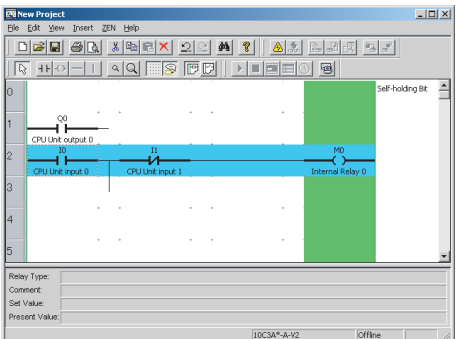 New Project
File Edit View Insert ZEN Help
0
Self-holding Bit
1
Q0
CPU Unit output 0
2
I0
I1
M0
CPU Unit input 0
CPU Unit input 1
Internal Relay 0
3
4
5
Relay Type:
Comment:
Set Value:
Present Value:
10C3A*-A-V2
Offline